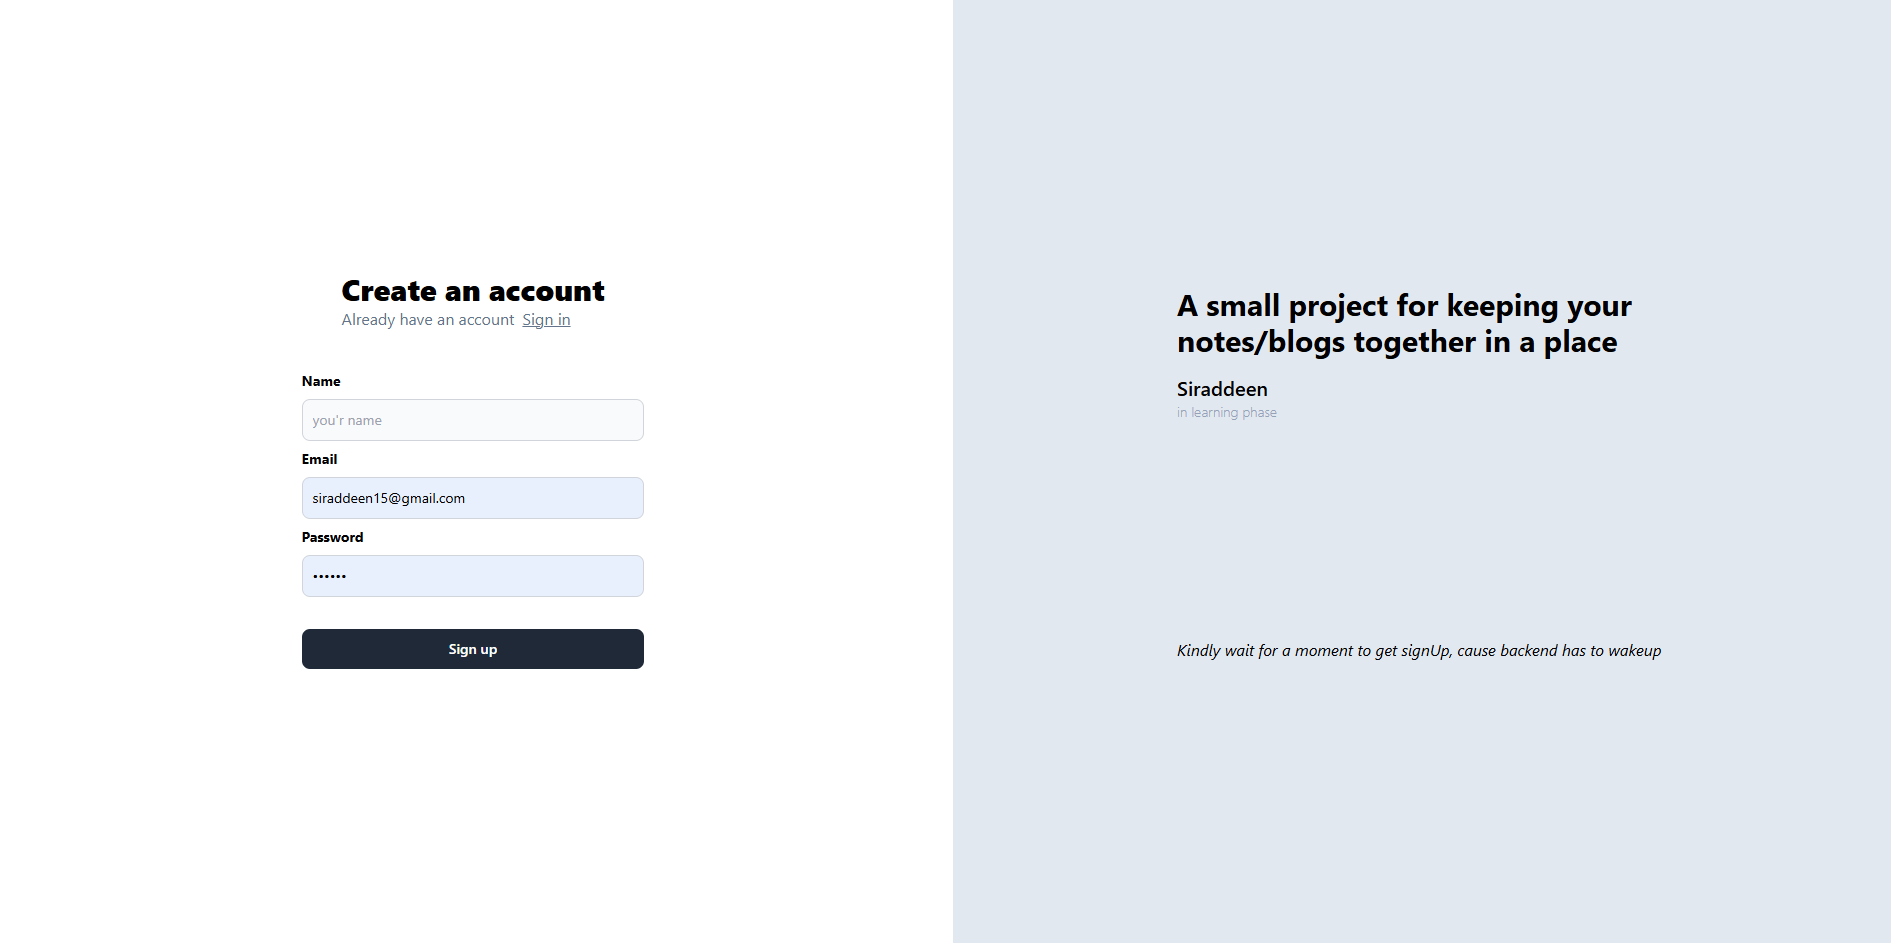 Create an account
Already have an account Sign in
Name
you'r name
Email
siraddeen15@gmail.com
Password
••••••
Sign up
A small project for keeping your
notes/blogs together in a place
Siraddeen
in learning phase
Kindly wait for a moment to get signUp, cause backend has to wakeup